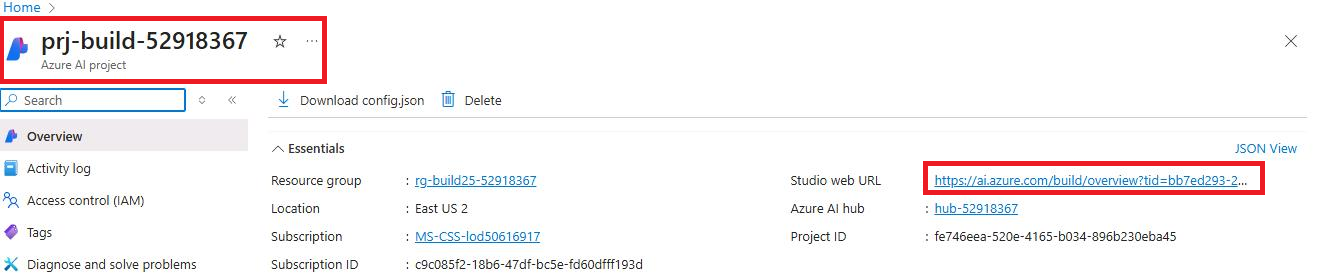 Home >
prj-build-52918367
Azure AI project
Search
Download config.json Delete
Overview
Activity log
Access control (IAM)
Tags
Diagnose and solve problems
Essentials JSON View
Resource group : rg-build25-52918367 Studio web URL : https://ai.azure.com/build/overview?tid=bb7ed293-2...
Location : East US 2 Azure AI hub : hub-52918367
Subscription : MS-CSS-lod50616917 Project ID : fe746eea-520e-4165-b034-896b230eba45
Subscription ID : c9c085f2-18b6-47df-bc5e-fd60dfff193d